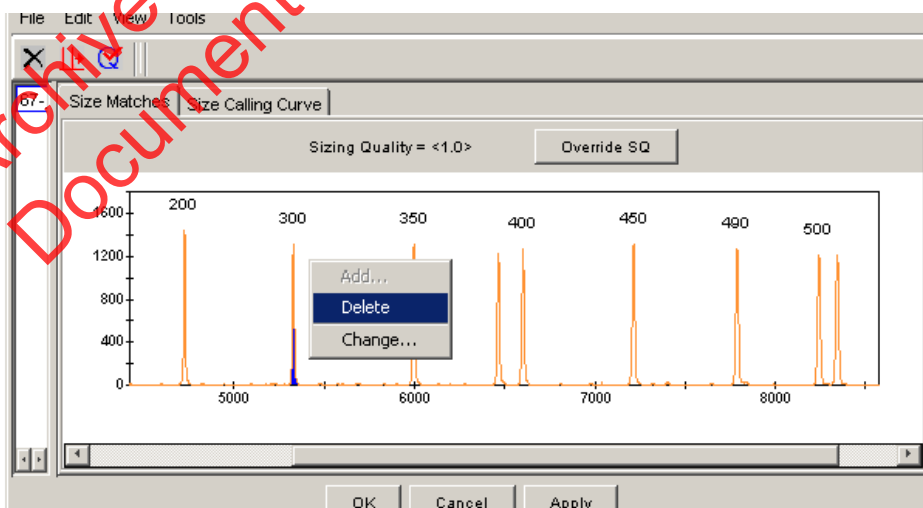 File Edit View Tools
67-
Size Matches Size Calling Curve
Sizing Quality = <1.0> Override SQ
200 300 350 400 450 490 500
1600
1200
800
400
0
5000 6000 7000 8000
Add...
Delete
Change...
OK Cancel Apply
Archive
Document